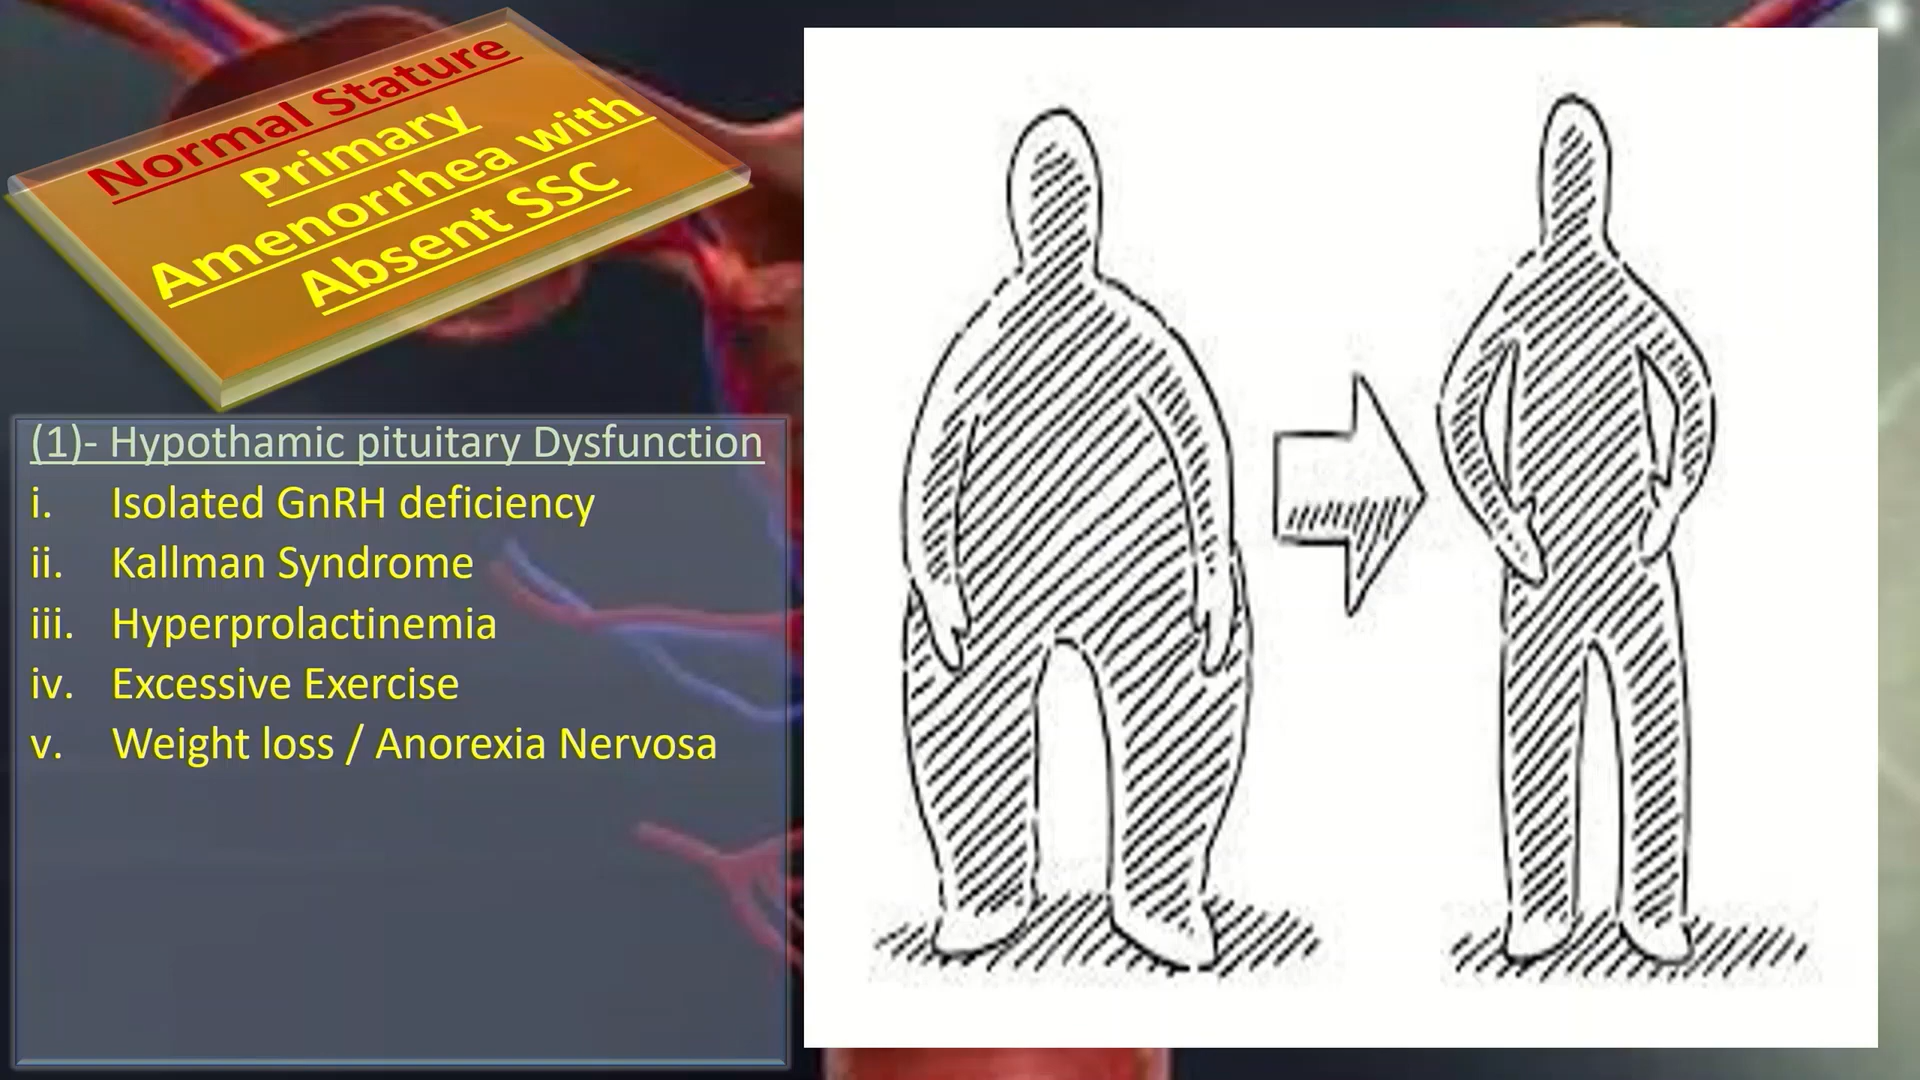 Normal Stature
Primary
Amenorrhea with
Absent SSC
(1)- Hypothamic pituitary Dysfunction
i. Isolated GnRH deficiency
ii. Kallman Syndrome
iii. Hyperprolactinemia
iv. Excessive Exercise
v. Weight loss / Anorexia Nervosa